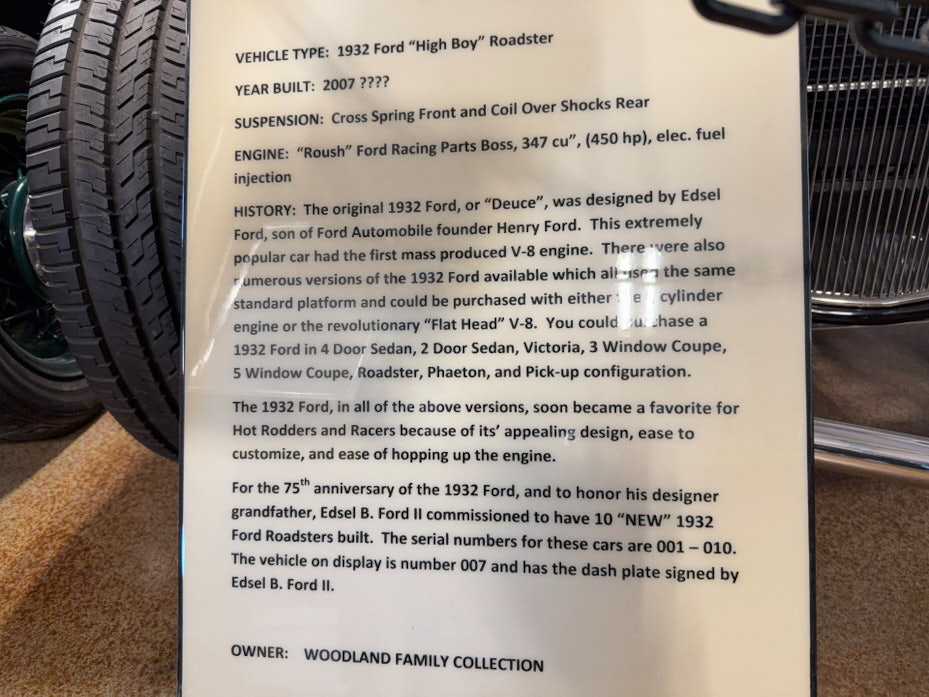 VEHICLE TYPE: 1932 Ford “High Boy” Roadster
YEAR BUILT: 2007 ????
SUSPENSION: Cross Spring Front and Coil Over Shocks Rear
ENGINE: “Roush” Ford Racing Parts Boss, 347 cu”, (450 hp), elec. fuel
injection
HISTORY: The original 1932 Ford, or “Deuce”, was designed by Edsel
Ford, son of Ford Automobile founder Henry Ford. This extremely
popular car had the first mass produced V-8 engine. There were also
numerous versions of the 1932 Ford available which all used the same
standard platform and could be purchased with either the cylinder
engine or the revolutionary “Flat Head” V-8. You could purchase a
1932 Ford in 4 Door Sedan, 2 Door Sedan, Victoria, 3 Window Coupe,
5 Window Coupe, Roadster, Phaeton, and Pick-up configuration.
The 1932 Ford, in all of the above versions, soon became a favorite for
Hot Rodders and Racers because of its’ appealing design, ease to
customize, and ease of hopping up the engine.
For the 75th anniversary of the 1932 Ford, and to honor his designer
grandfather, Edsel B. Ford II commissioned to have 10 “NEW” 1932
Ford Roadsters built. The serial numbers for these cars are 001 – 010.
The vehicle on display is number 007 and has the dash plate signed by
Edsel B. Ford II.
OWNER: WOODLAND FAMILY COLLECTION